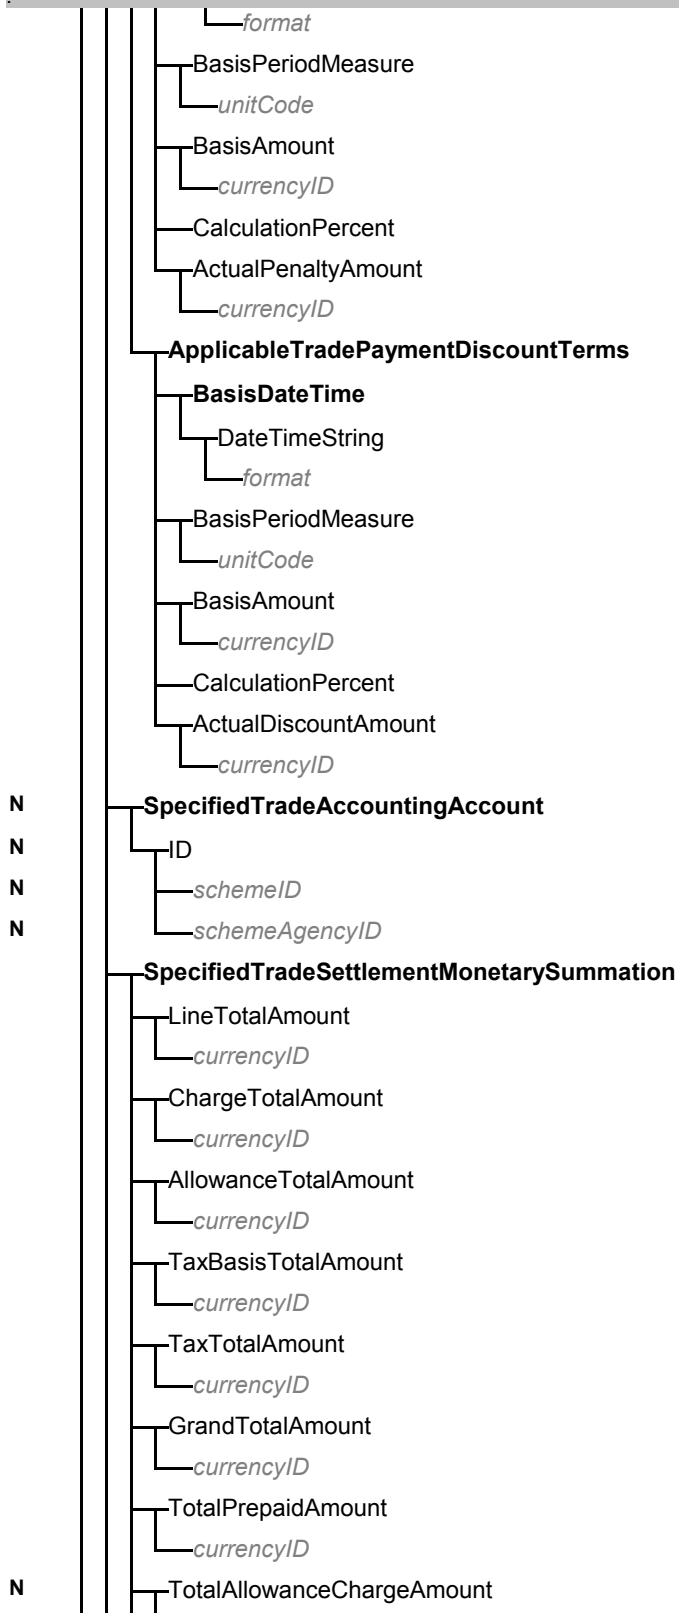 format
BasisPeriodMeasure
unitCode
BasisAmount
currencyID
CalculationPercent
ActualPenaltyAmount
currencyID
ApplicableTradePaymentDiscountTerms
BasisDateTime
DateTimeString
format
BasisPeriodMeasure
unitCode
BasisAmount
currencyID
CalculationPercent
ActualDiscountAmount
currencyID
N SpecifiedTradeAccountingAccount
N ID
N schemeID
N schemeAgencyID
SpecifiedTradeSettlementMonetarySummation
LineTotalAmount
currencyID
ChargeTotalAmount
currencyID
AllowanceTotalAmount
currencyID
TaxBasisTotalAmount
currencyID
TaxTotalAmount
currencyID
GrandTotalAmount
currencyID
TotalPrepaidAmount
currencyID
N TotalAllowanceChargeAmount